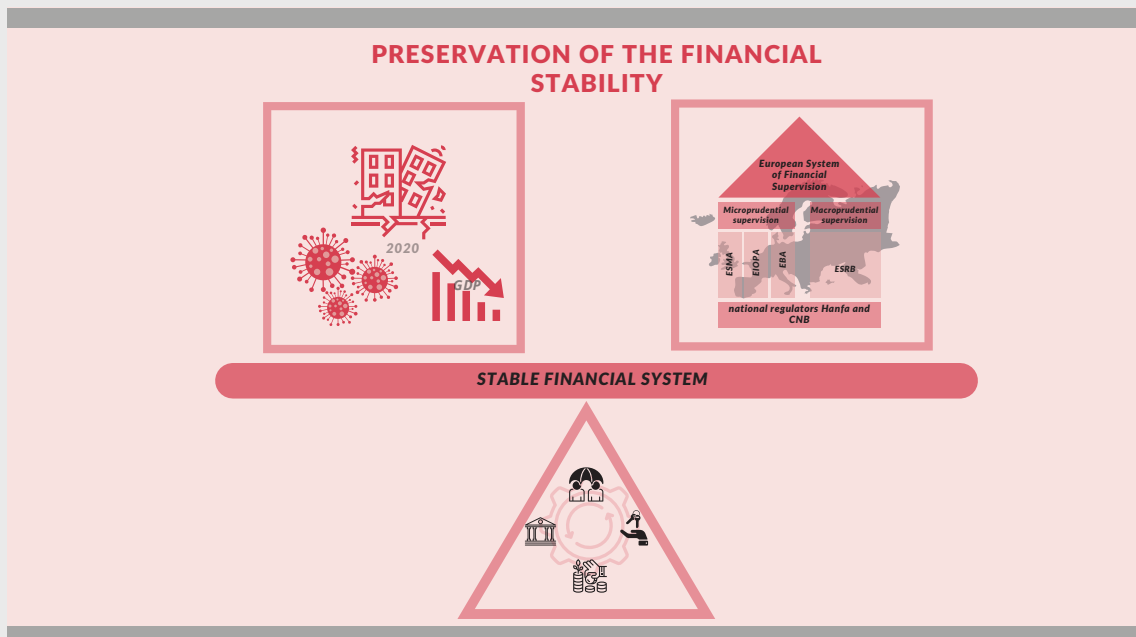 PRESERVATION OF THE FINANCIAL
STABILITY
2020
GDP
European System
of Financial
Supervision
Microprudential
supervision
Macroprudential
supervision
ESMA
EIOPA
EBA
ESRB
national regulators Hanfa and
CNB
STABLE FINANCIAL SYSTEM